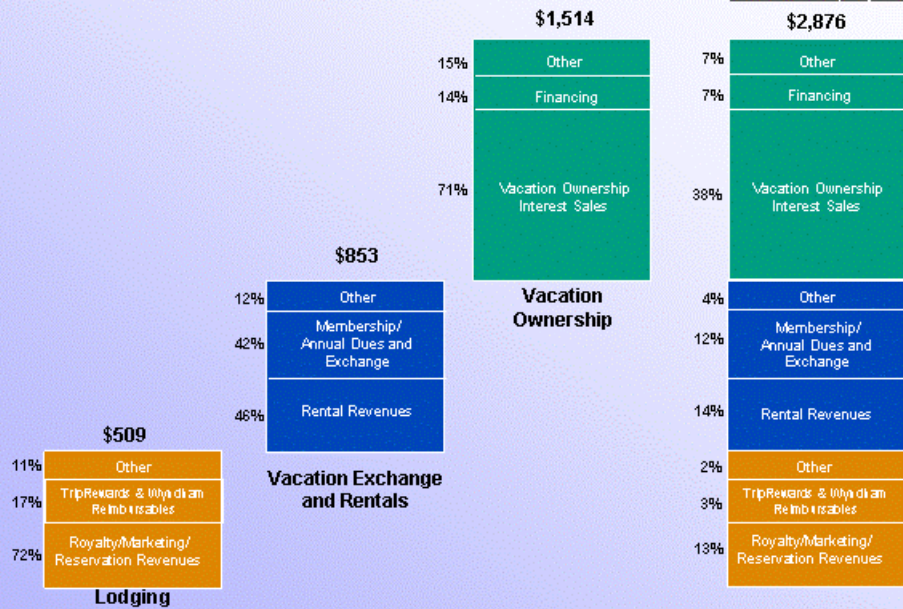 $1,514
15%
Other
14%
Financing
71%
Vacation Ownership
Interest Sales
Vacation
Ownership
$2,876
7%
Other
7%
Financing
38%
Vacation Ownership
Interest Sales
4%
Other
12%
Membership/
Annual Dues and
Exchange
14%
Rental Revenues
2%
Other
3%
TripRewards & Wyndham
Reimbursables
13%
Royalty/Marketing/
Reservation Revenues
$853
12%
Other
42%
Membership/
Annual Dues and
Exchange
46%
Rental Revenues
Vacation Exchange
and Rentals
$509
11%
Other
17%
TripRewards & Wyndham
Reimbursables
72%
Royalty/Marketing/
Reservation Revenues
Lodging